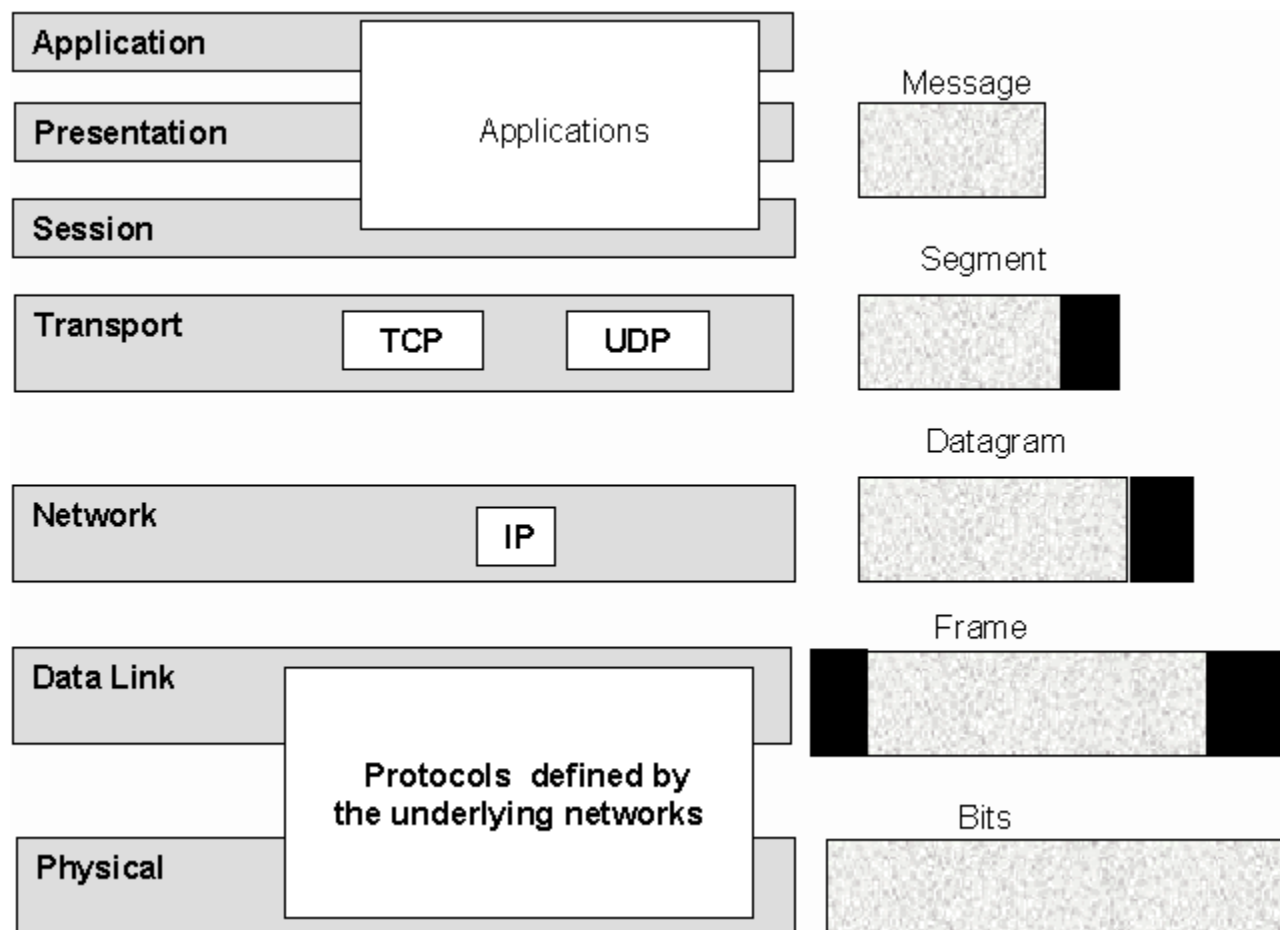 Application
Presentation
Applications
Session
Message
Transport
TCP
UDP
Segment
Network
IP
Datagram
Data Link
Frame
Protocols defined by
the underlying networks
Physical
Bits